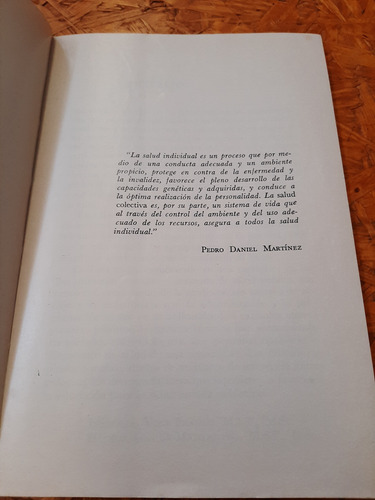 "La salud individual es un proceso que por me-
dio de una conducta adecuada y un ambiente
propicio, protege en contra de la enfermedad y
la invalidez, favorece el pleno desarrollo de las
capacidades genéticas y adquiridas, y conduce a
la óptima realización de la personalidad. La salud
colectiva es, por su parte, un sistema de vida que
al través del control del ambiente y del uso ade-
cuado de los recursos, asegura a todos la salud
individual."
PEDRO DANIEL MARTÍNEZ